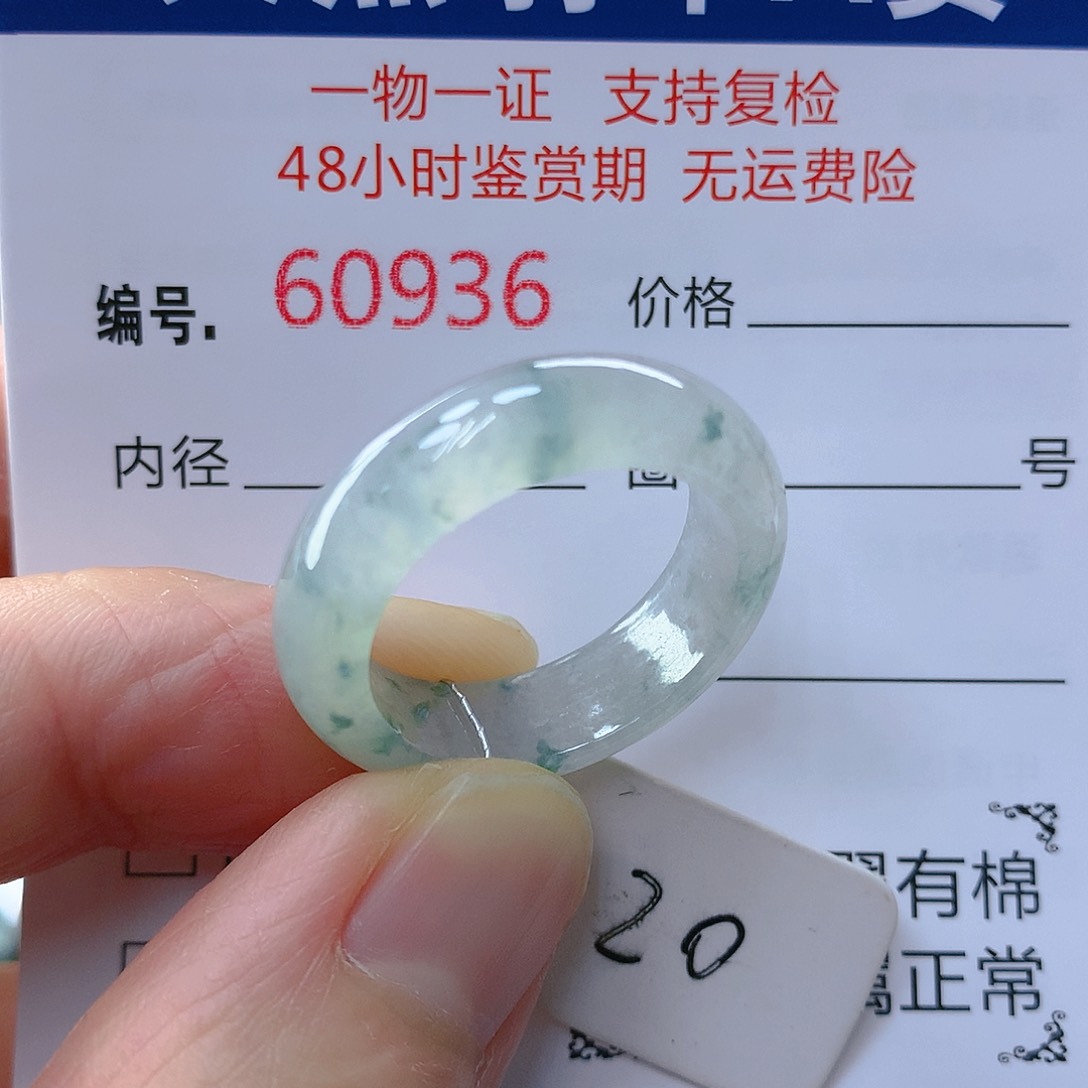 一物一证 支持复检
48小时鉴赏期 无运费险
编号. 60936 价格
内径 号
有棉
正常
20